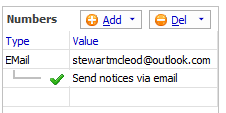 Numbers Add Del
Type Value
EMail stewartmcleod@outlook.com
Send notices via email